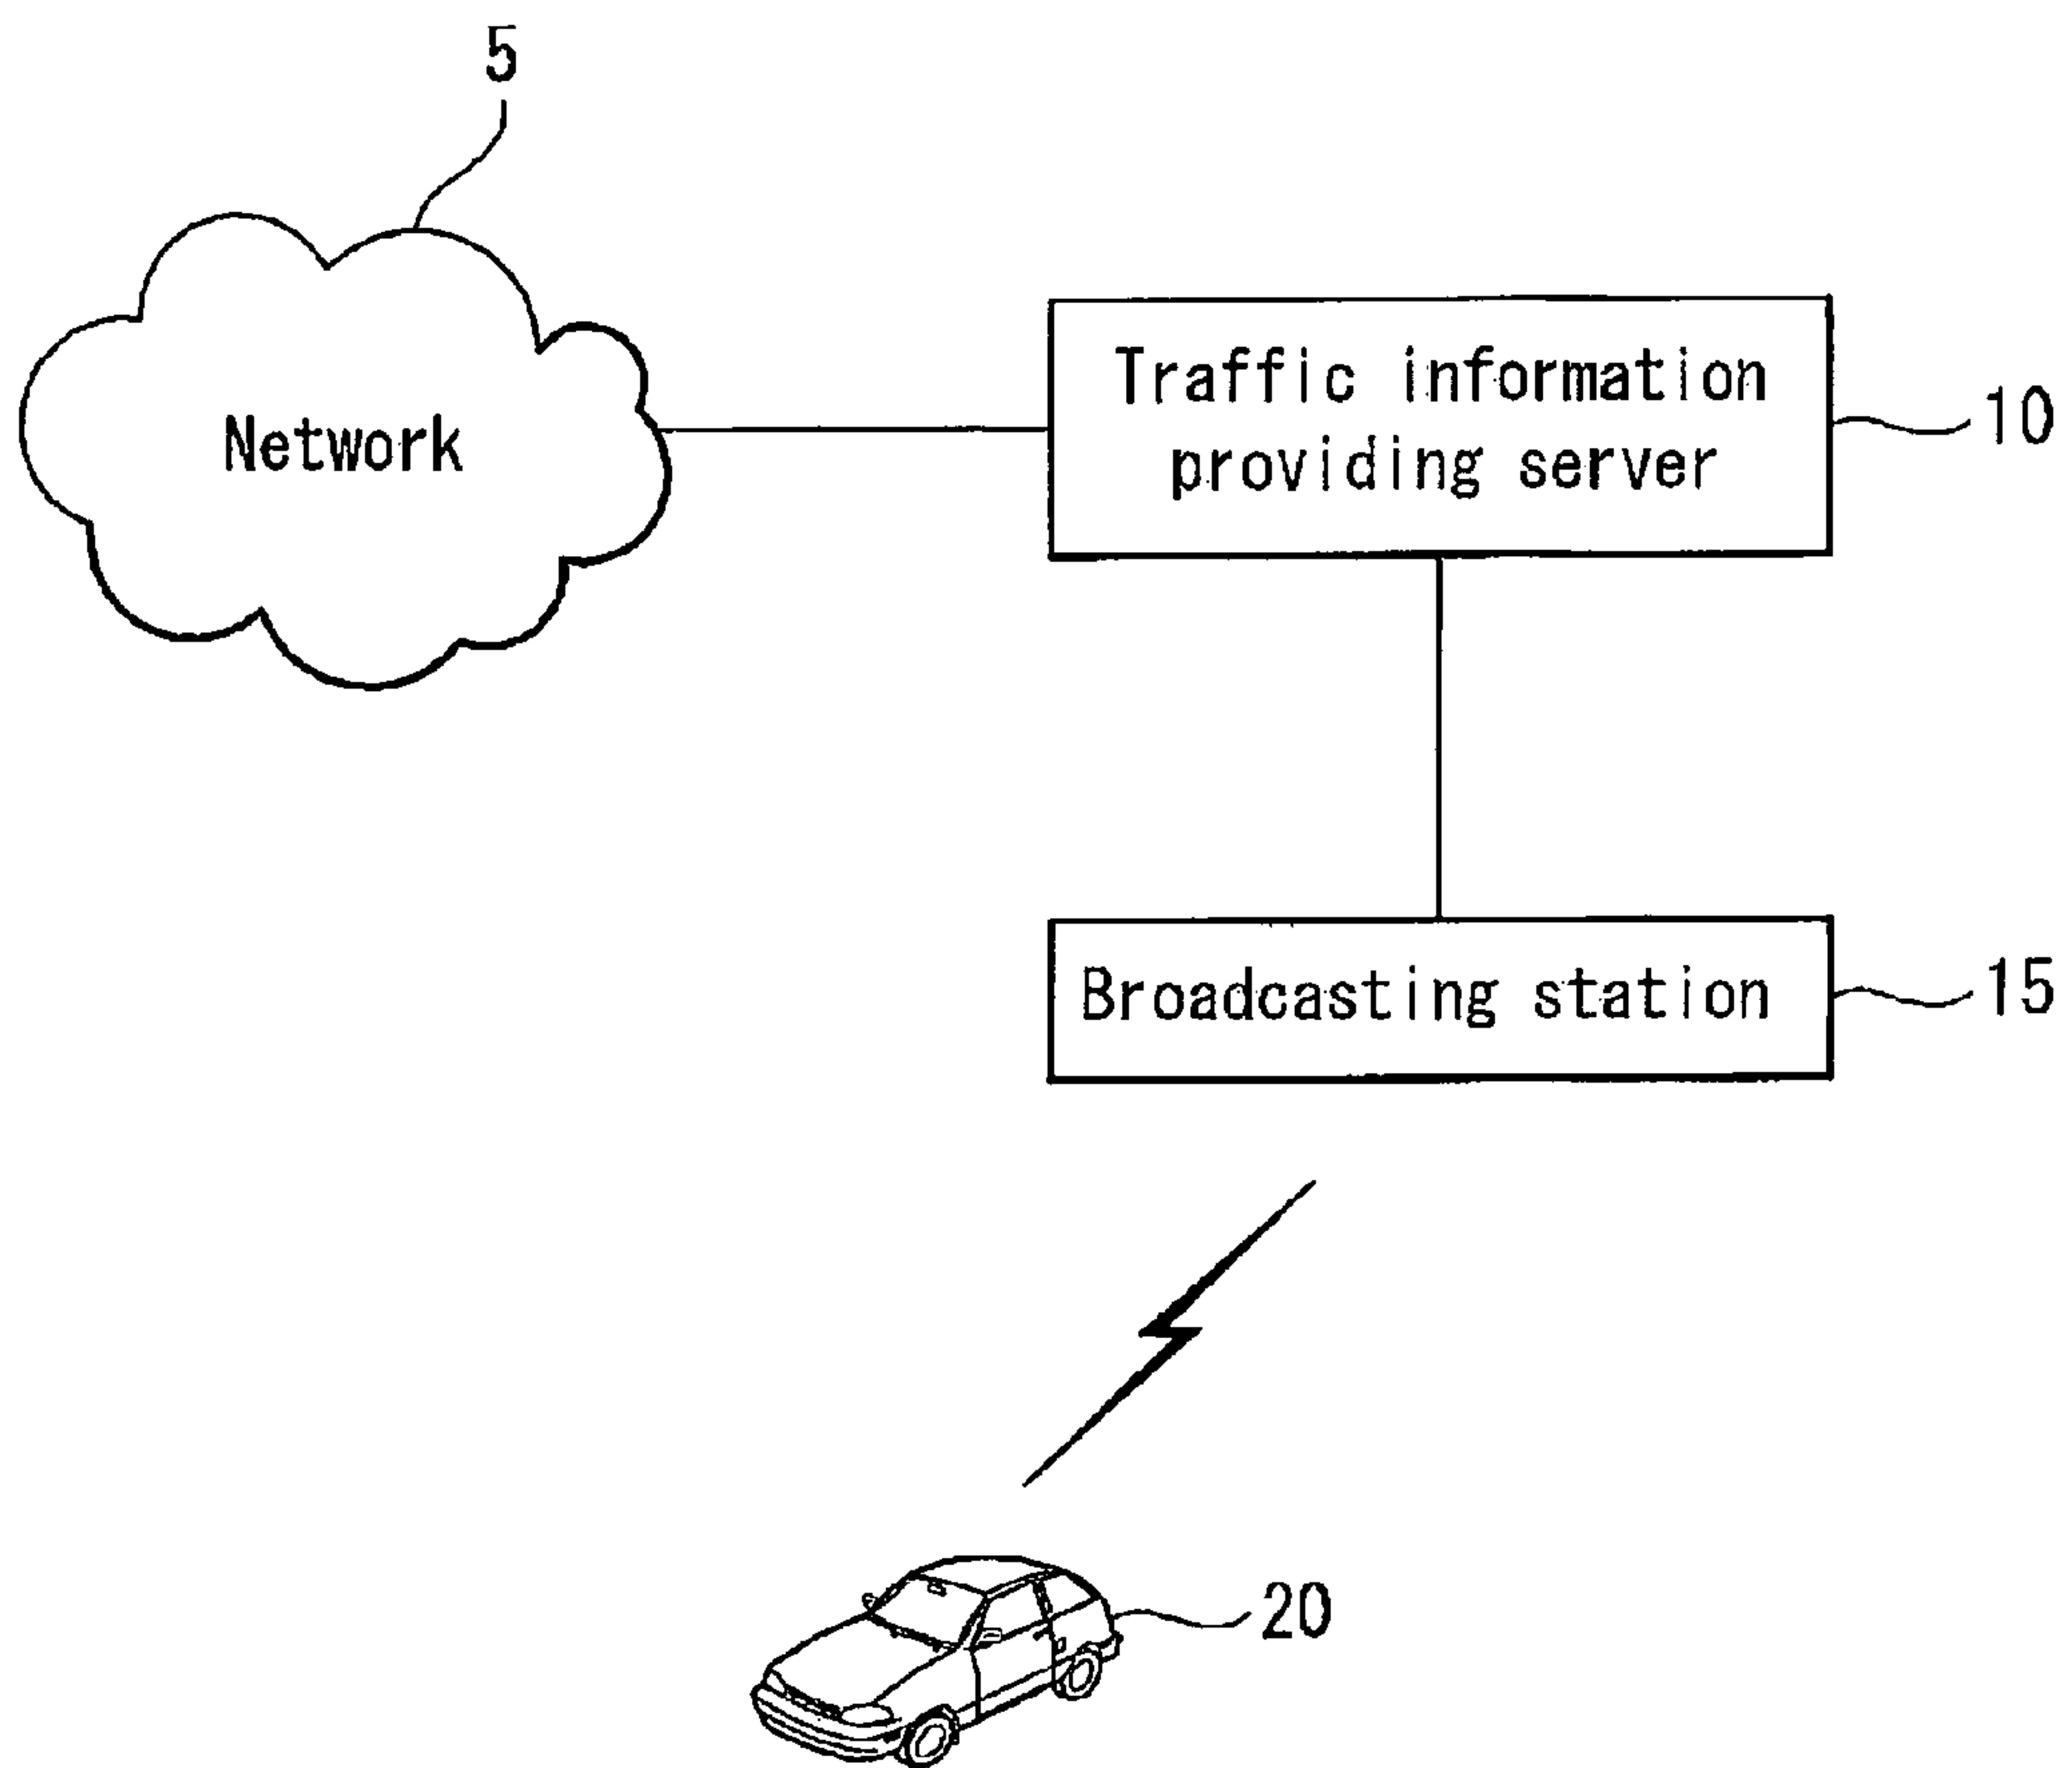 5
Network
Traffic information
providing server
10
Broadcasting station
15
20